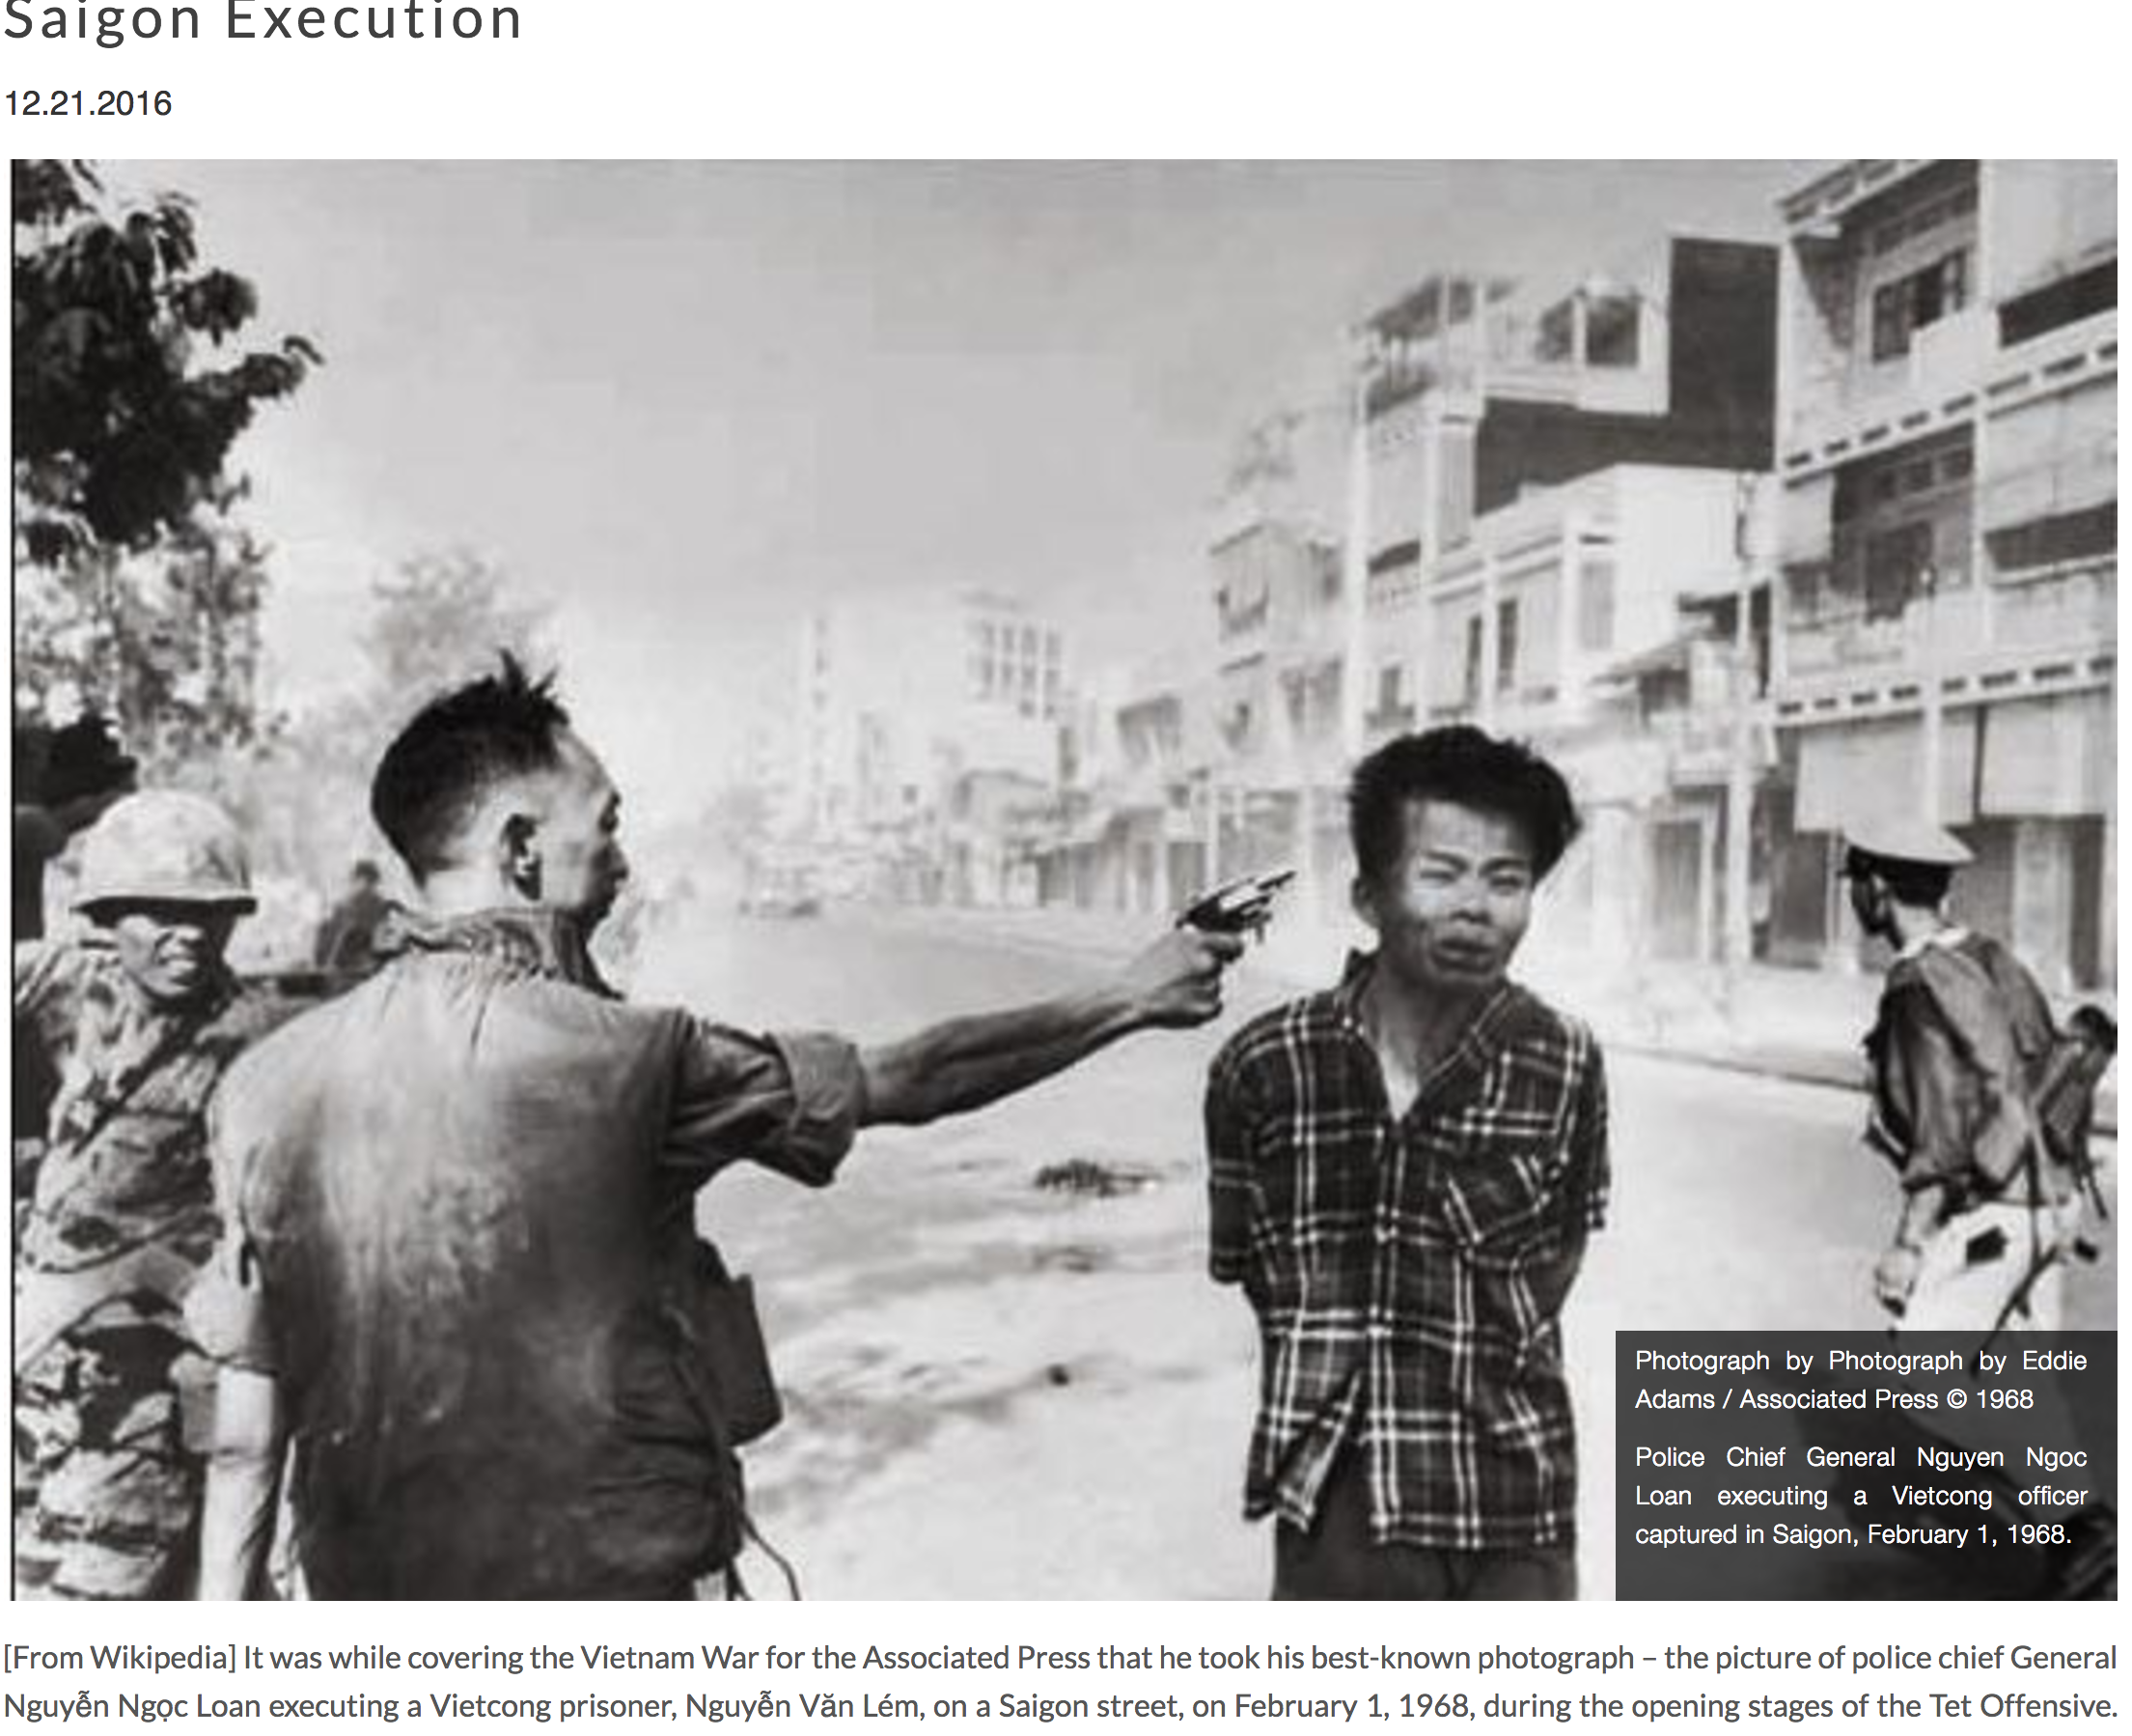 Saigon Execution
12.21.2016
Photograph by Photograph by Eddie
Adams / Associated Press © 1968
Police Chief General Nguyen Ngoc
Loan executing a Vietcong officer
captured in Saigon, February 1, 1968.
[From Wikipedia] It was while covering the Vietnam War for the Associated Press that he took his best-known photograph – the picture of police chief General
Nguyễn Ngọc Loan executing a Vietcong prisoner, Nguyễn Văn Lém, on a Saigon street, on February 1, 1968, during the opening stages of the Tet Offensive.